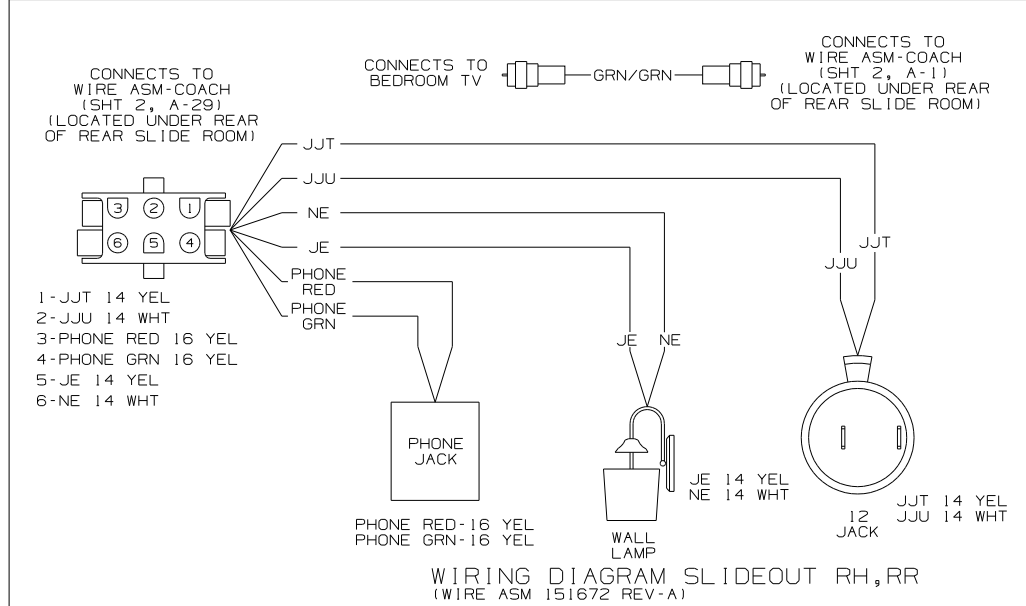 CONNECTS TO
WIRE ASM-COACH
(SHT 2, A-29)
(LOCATED UNDER REAR
OF REAR SLIDE ROOM)
CONNECTS TO
BEDROOM TV
GRN/GRN
CONNECTS TO
WIRE ASM-COACH
(SHT 2, A-1)
(LOCATED UNDER REAR
OF REAR SLIDE ROOM)
JJT
JJU
NE
JE
PHONE
RED
PHONE
GRN
3 2 1
6 5 4
1-JJT 14 YEL
2-JJU 14 WHT
3-PHONE RED 16 YEL
4-PHONE GRN 16 YEL
5-JE 14 YEL
6-NE 14 WHT
JJT
JJU
JE NE
PHONE
JACK
PHONE RED-16 YEL
PHONE GRN-16 YEL
JE 14 YEL
NE 14 WHT
WALL
LAMP
JJT 14 YEL
JJU 14 WHT
12
JACK
WIRING DIAGRAM SLIDEOUT RH,RR
(WIRE ASM 151672 REV-A)